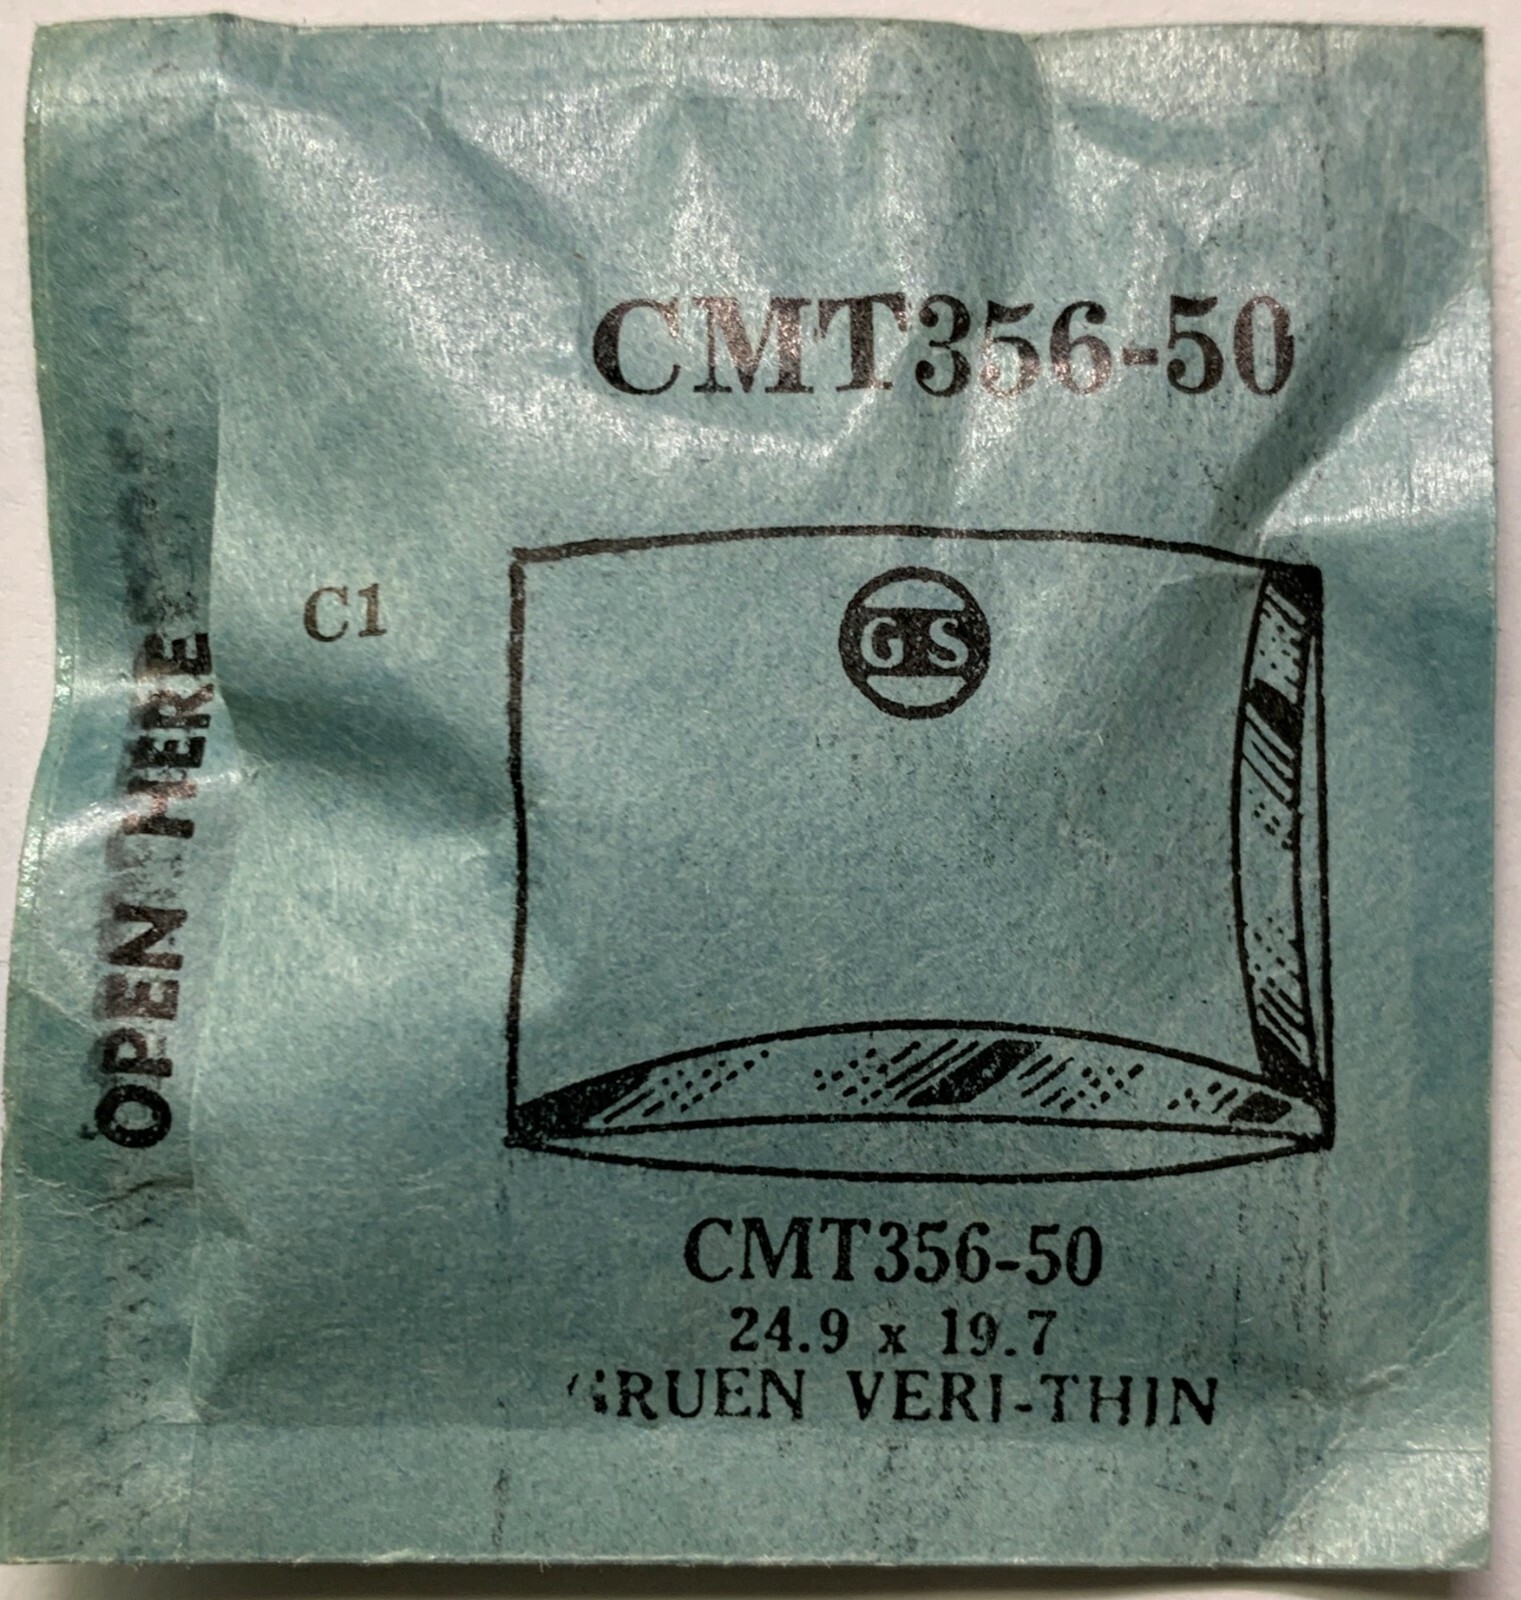 CMT356-50
C1
GS
OPEN HERE
CMT356-50
24.9 x 19.7
GRUEN VERI-THIN